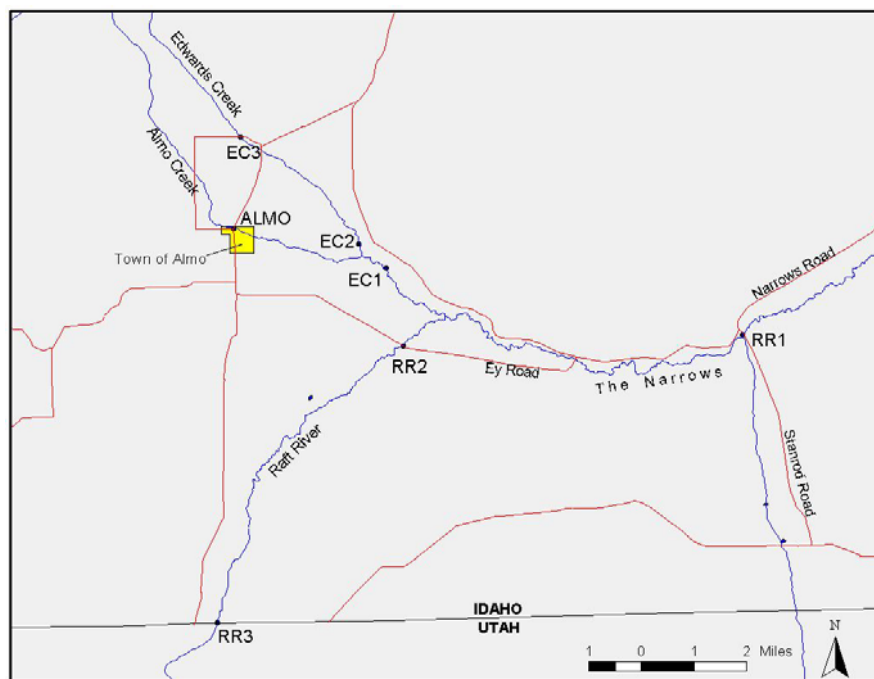 Edwards Creek
Almo Creek
EC3
ALMO
Town of Almo
EC2
EC1
Narrows Road
RR1
RR2
Ey Road
The Narrows
Raft River
Stanrod Road
IDAHO
UTAH
RR3
N
1 0 1 2 Miles